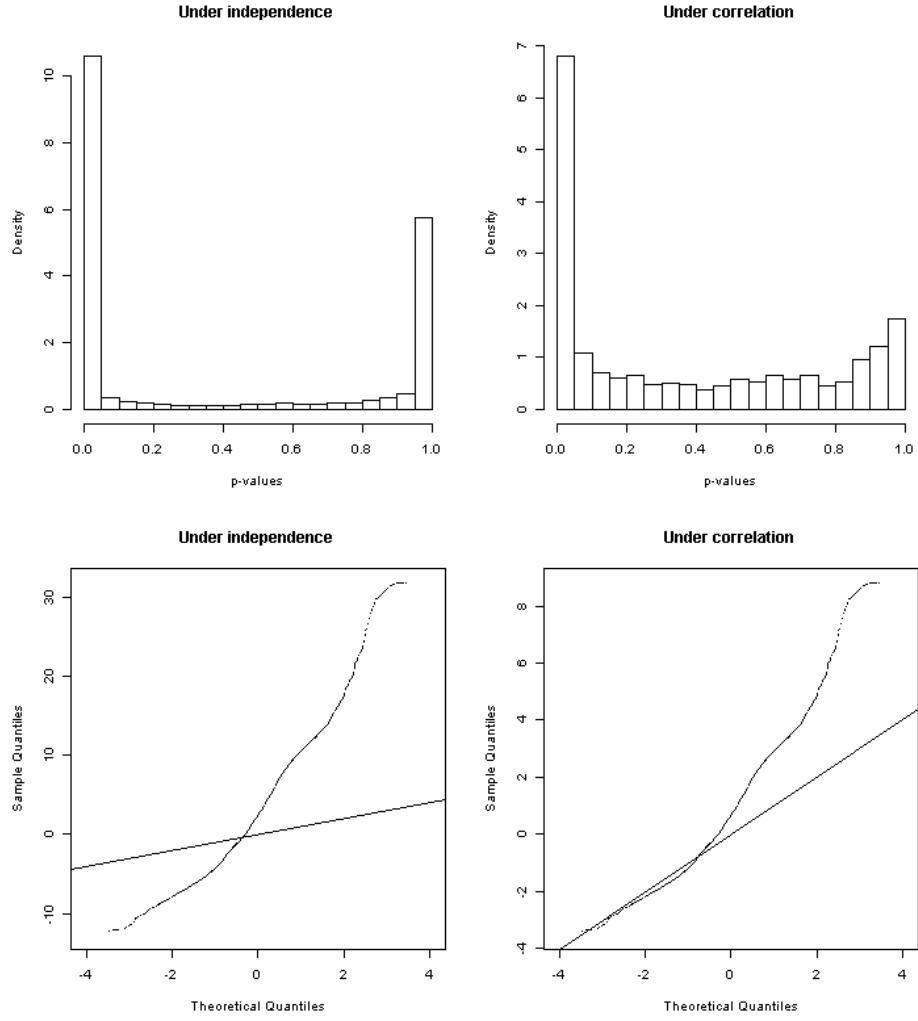 Under independence
Under correlation
10
8
6
4
2
0
Density
0.0 0.2 0.4 0.6 0.8 1.0
p-values
7
6
5
4
3
2
1
0
Density
0.0 0.2 0.4 0.6 0.8 1.0
p-values
Under independence
Under correlation
30
20
10
0
-10
Sample Quantiles
-4 -2 0 2 4
Theoretical Quantiles
8
6
4
2
0
-2
-4
Sample Quantiles
-4 -2 0 2 4
Theoretical Quantiles